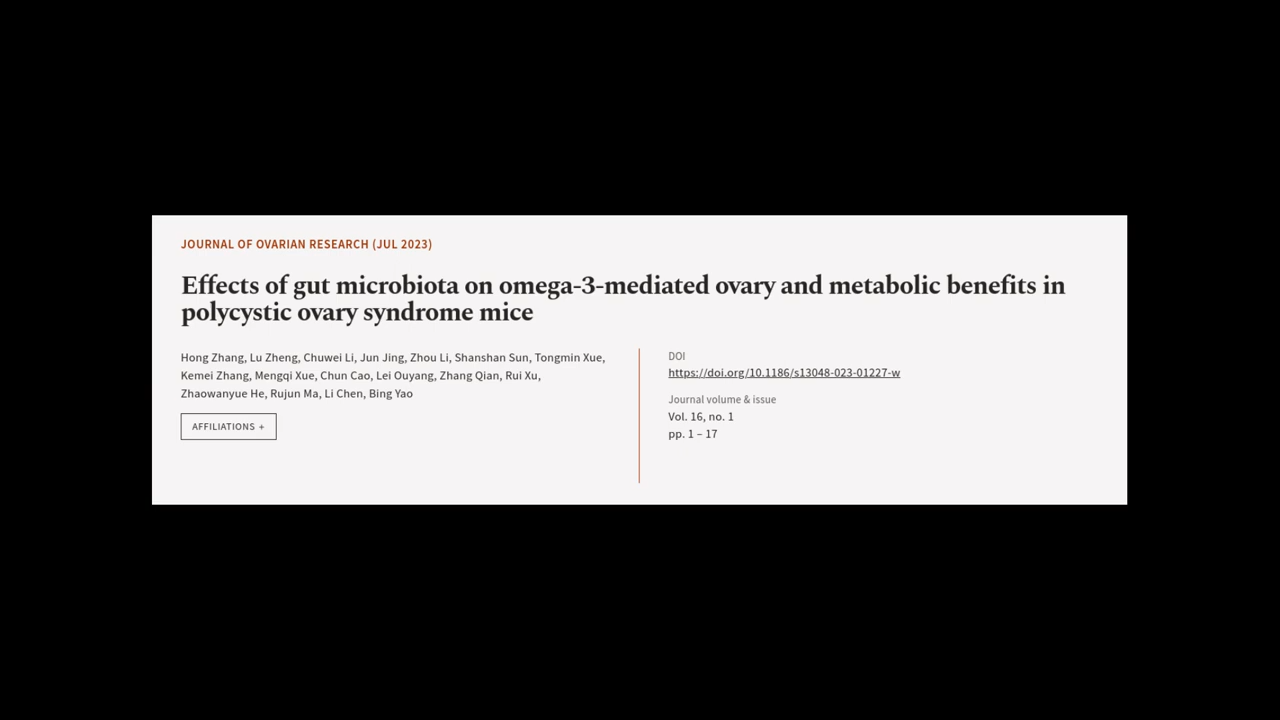 JOURNAL OF OVARIAN RESEARCH (JUL 2023)
Effects of gut microbiota on omega-3-mediated ovary and metabolic benefits in
polycystic ovary syndrome mice
Hong Zhang, Lu Zheng, Chuwei Li, Jun Jing, Zhou Li, Shanshan Sun, Tongmin Xue,
Kemei Zhang, Mengqi Xue, Chun Cao, Lei Ouyang, Zhang Qian, Rui Xu,
Zhaowanyue He, Rujun Ma, Li Chen, Bing Yao
AFFILIATIONS +
DOI
https://doi.org/10.1186/s13048-023-01227-w
Journal volume & issue
Vol. 16, no. 1
pp. 1 – 17